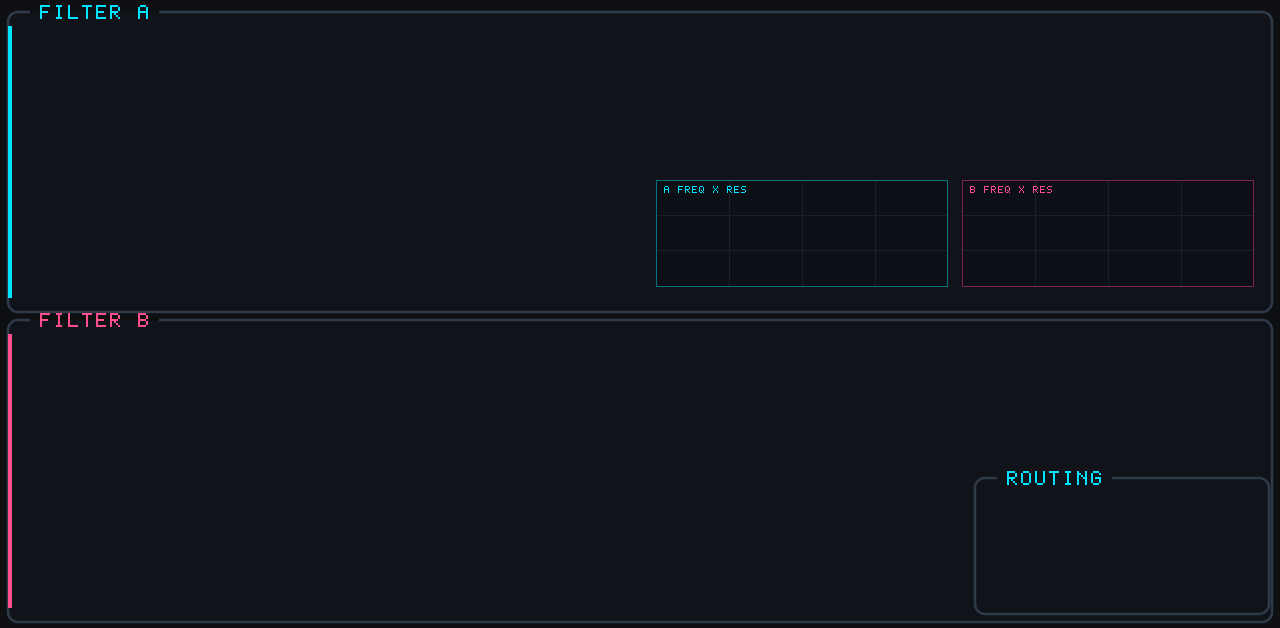 FILTER A
A FREQ X RES
B FREQ X RES
FILTER B
ROUTING